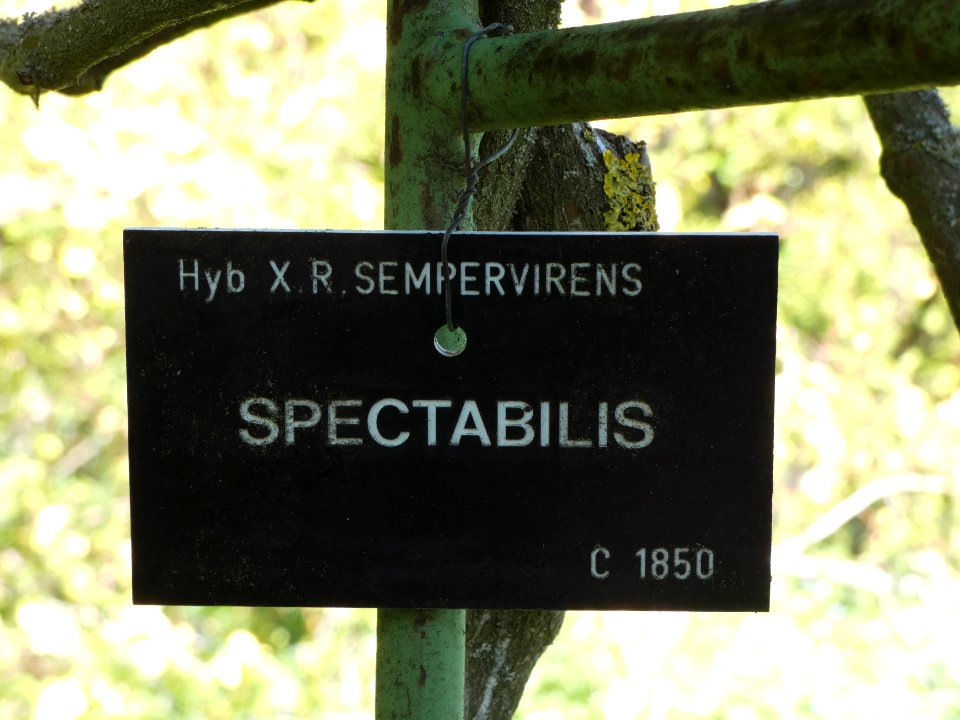 Hyb X.R.SEMPERVIRENS
SPECTABILIS
C 1850